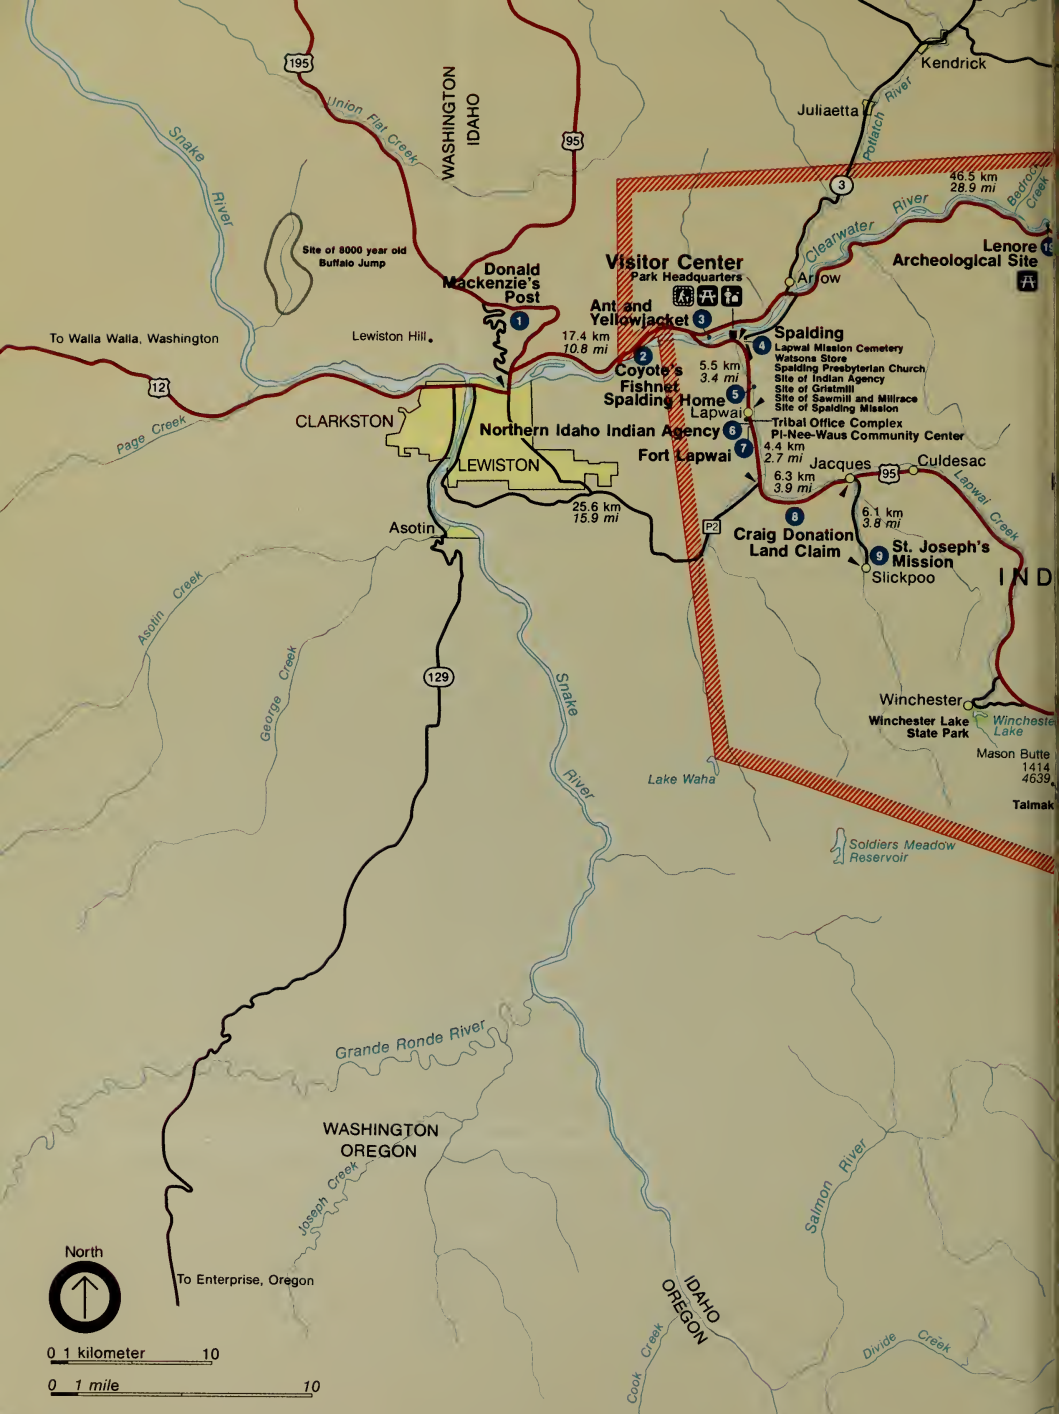 195
WASHINGTON
IDAHO
Union Flat Creek
95
Kendrick
Juliaetta
Potlatch River
3
Snake River
46.5 km
28.9 mi
Bedrock
Creek
Clearwater River
Site of 8000 year old
Buffalo Jump
Donald
Mackenzie's
Post
1
Visitor Center
Park Headquarters
Lenore
Archeological Site
Arrow
Ant and
Yellowjacket
3
To Walla Walla, Washington
Lewiston Hill
17.4 km
10.8 mi
2
Coyote's
Fishnet
4
Spalding
Lapwai Mission Cemetery
Watsons Store
Spalding Presbyterian Church
Site of Indian Agency
Site of Gristmill
Site of Sawmill and Millrace
Site of Spalding Mission
5.5 km
3.4 mi
Spalding Home
5
Lapwai
12
Page Creek
CLARKSTON
LEWISTON
Northern Idaho Indian Agency
6
Tribal Office Complex
Pi-Nee-Waus Community Center
Fort Lapwai
7
4.4 km
2.7 mi
6.3 km
3.9 mi
Jacques
95
Culdesac
Lapwai Creek
25.6 km
15.9 mi
P2
8
Craig Donation
Land Claim
6.1 km
3.8 mi
9
St. Joseph's
Mission
Slickpoo
IND
Asotin
Asotin Creek
George Creek
129
Snake River
Winchester
Winchester Lake
State Park
Wincheste
Lake
Mason Butte
1414
4639
Talmak
Lake Waha
Soldiers Meadow
Reservoir
Grande Ronde River
WASHINGTON
OREGON
Joseph Creek
Salmon River
North
To Enterprise, Oregon
IDAHO
OREGON
Cook Creek
Divide Creek
0 1 kilometer 10
0 1 mile 10